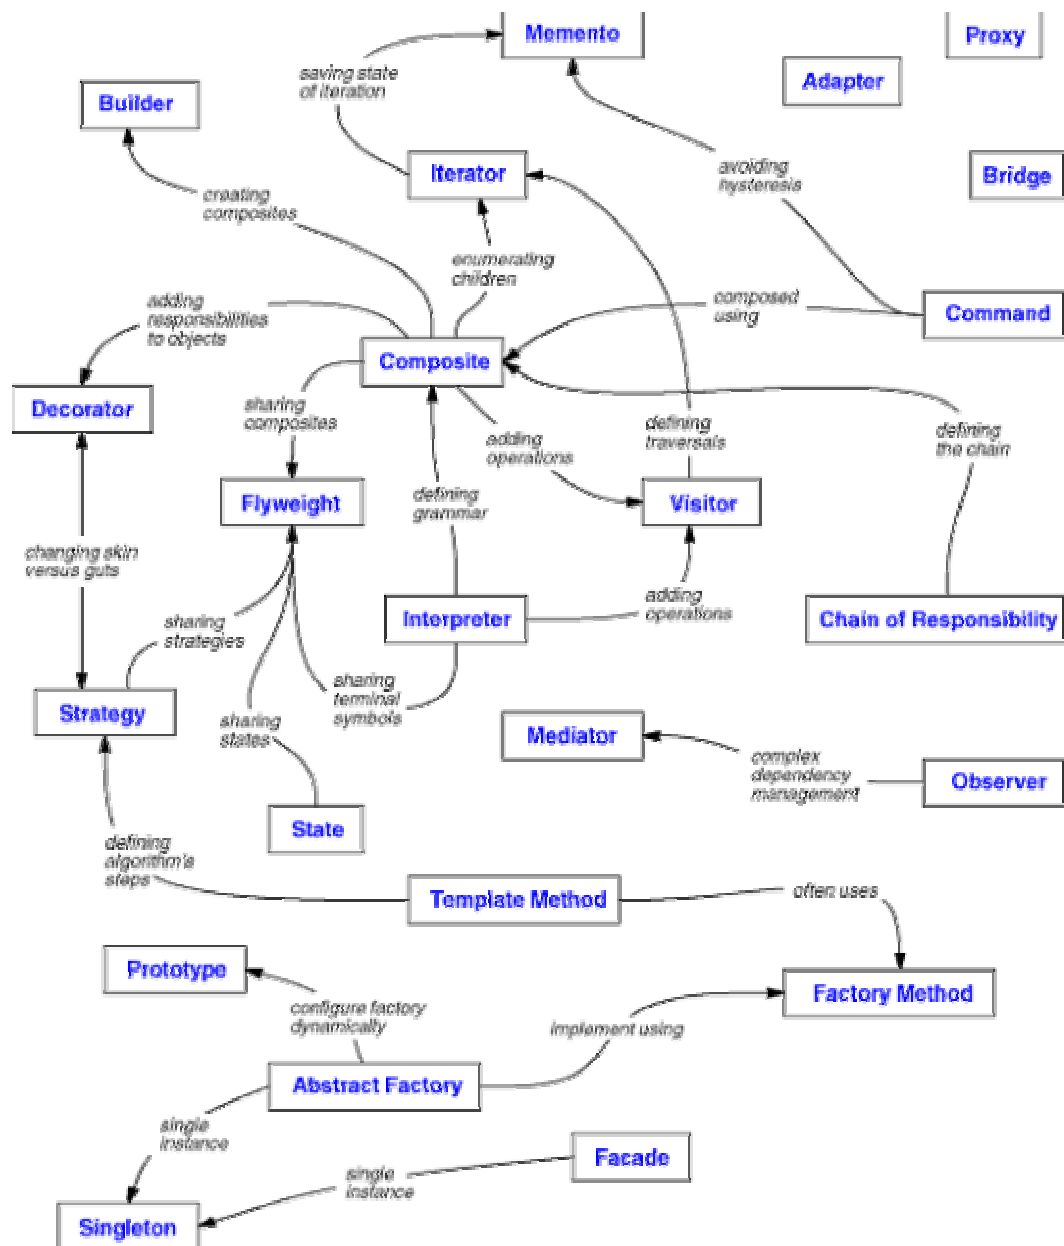 Memento
Proxy
saving state
of iteration
Adapter
Builder
avoiding
hysteresis
Iterator
Bridge
creating
composites
enumerating
children
adding
responsibilities
to objects
composed
using
Command
Composite
Decorator
sharing
composites
adding
operations
defining
traversals
defining
the chain
Flyweight
defining
grammar
Visitor
changing skin
versus guts
sharing
strategies
Interpreter
adding
operations
Chain of Responsibility
sharing
terminal
symbols
Strategy
sharing
states
Mediator
complex
dependency
management
Observer
State
defining
algorithm's
steps
Template Method
often uses
Prototype
Factory Method
configure factory
dynamically
implement using
Abstract Factory
single
instance
Facade
single
instance
Singleton